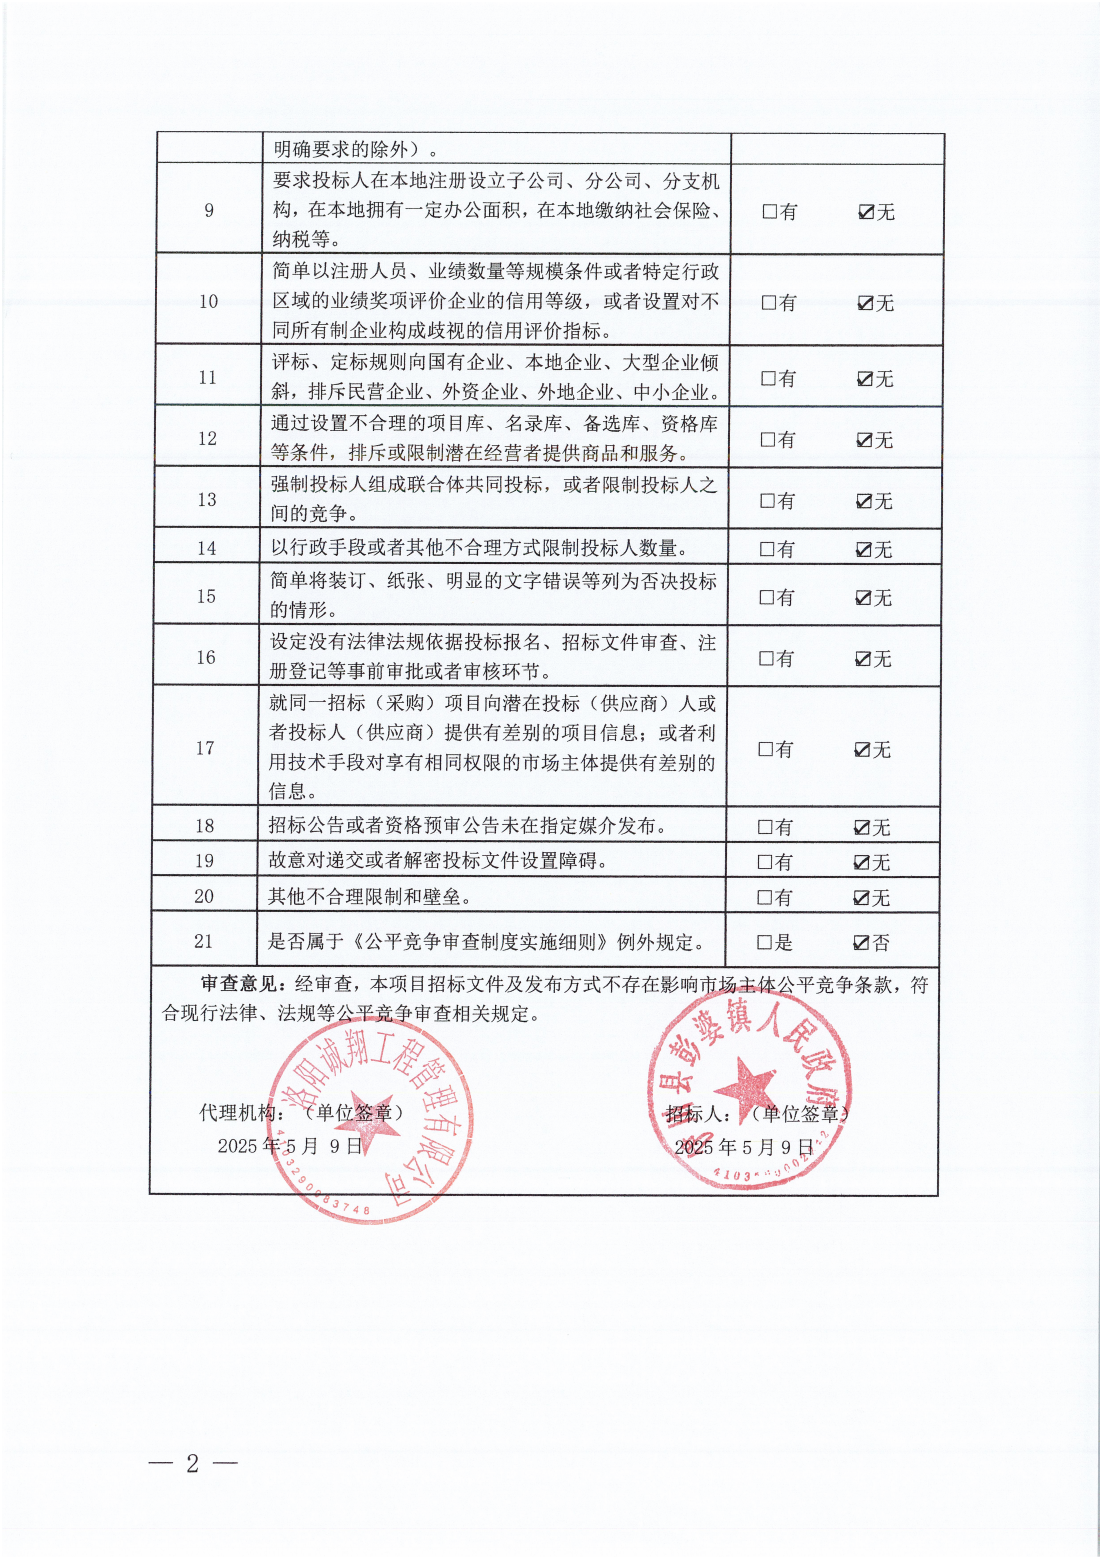 明确要求的除外）。
9
要求投标人在本地注册设立子公司、分公司、分支机
构，在本地拥有一定办公面积，在本地缴纳社会保险、
纳税等。
□有 ☑无
10
简单以注册人员、业绩数量等规模条件或者特定行政
区域的业绩奖项评价企业的信用等级，或者设置对不
同所有制企业构成歧视的信用评价指标。
□有 ☑无
11
评标、定标规则向国有企业、本地企业、大型企业倾
斜，排斥民营企业、外资企业、外地企业、中小企业。
□有 ☑无
12
通过设置不合理的项目库、名录库、备选库、资格库
等条件，排斥或限制潜在经营者提供商品和服务。
□有 ☑无
13
强制投标人组成联合体共同投标，或者限制投标人之
间的竞争。
□有 ☑无
14
以行政手段或者其他不合理方式限制投标人数量。
□有 ☑无
15
简单将装订、纸张、明显的文字错误等列为否决投标
的情形。
□有 ☑无
16
设定没有法律法规依据投标报名、招标文件审查、注
册登记等事前审批或者审核环节。
□有 ☑无
17
就同一招标（采购）项目向潜在投标（供应商）人或
者投标人（供应商）提供有差别的项目信息；或者利
用技术手段对享有相同权限的市场主体提供有差别的
信息。
□有 ☑无
18
招标公告或者资格预审公告未在指定媒介发布。
□有 ☑无
19
故意对递交或者解密投标文件设置障碍。
□有 ☑无
20
其他不合理限制和壁垒。
□有 ☑无
21
是否属于《公平竞争审查制度实施细则》例外规定。
□是 ☑否
审查意见：经审查，本项目招标文件及发布方式不存在影响市场主体公平竞争条款，符
合现行法律、法规等公平竞争审查相关规定。
代理机构：（单位签章）
2025年5月 9日
洛阳诚翔工程管理有限公司
4103290083748
招标人：（单位签章）
2025年5月9日
县彭婆镇人民政府
— 2 —